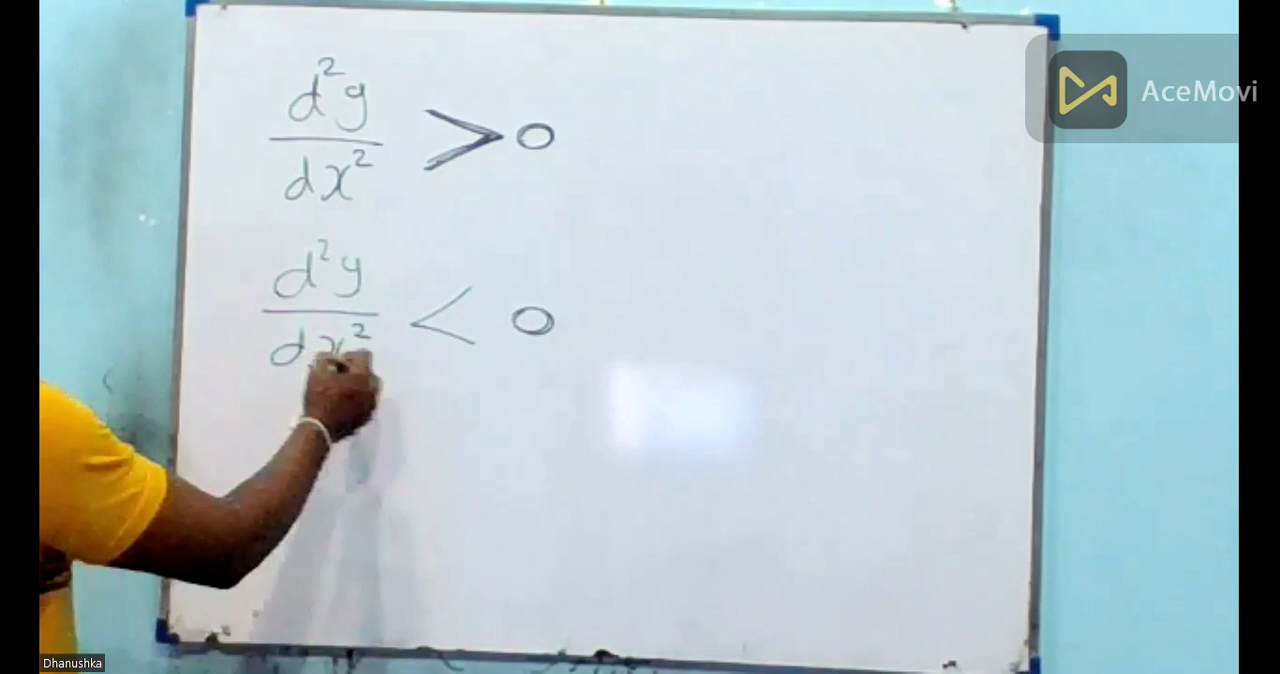 d²y/dx² > 0
d²y/dx² < 0
AceMovi
Dhanushka